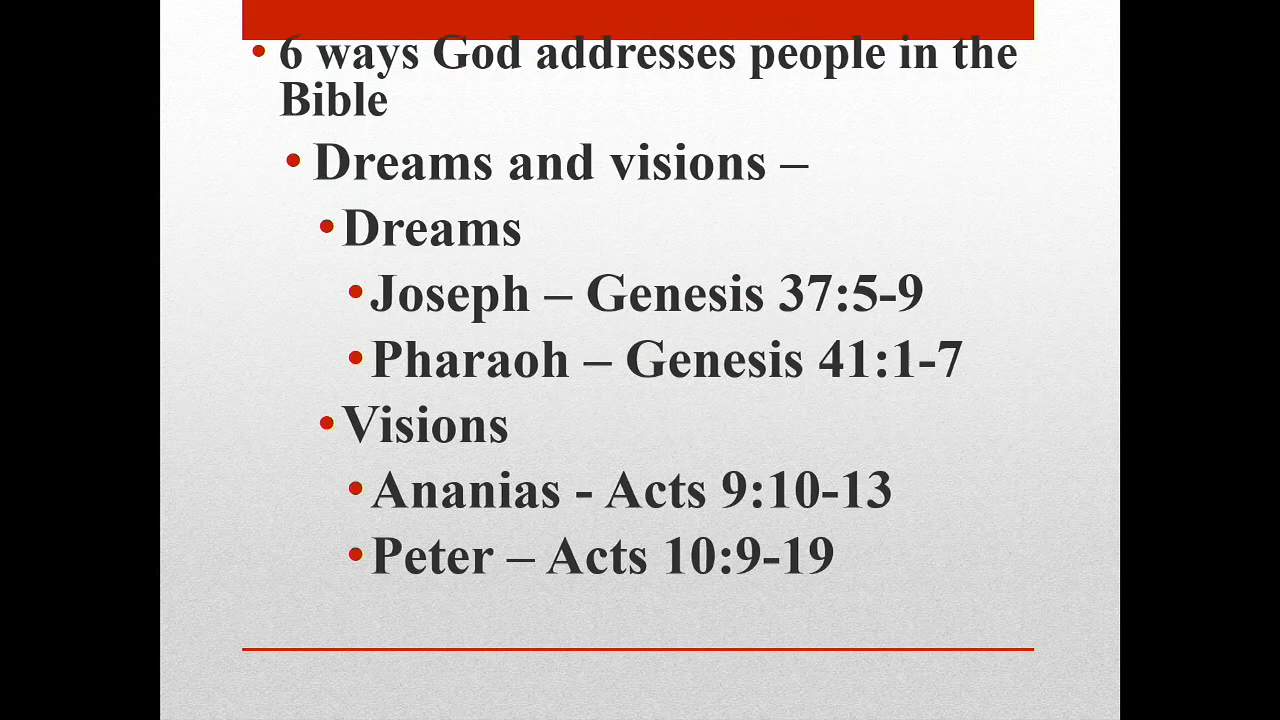 • 6 ways God addresses people in the
Bible
• Dreams and visions –
• Dreams
• Joseph – Genesis 37:5-9
• Pharaoh – Genesis 41:1-7
• Visions
• Ananias - Acts 9:10-13
• Peter – Acts 10:9-19